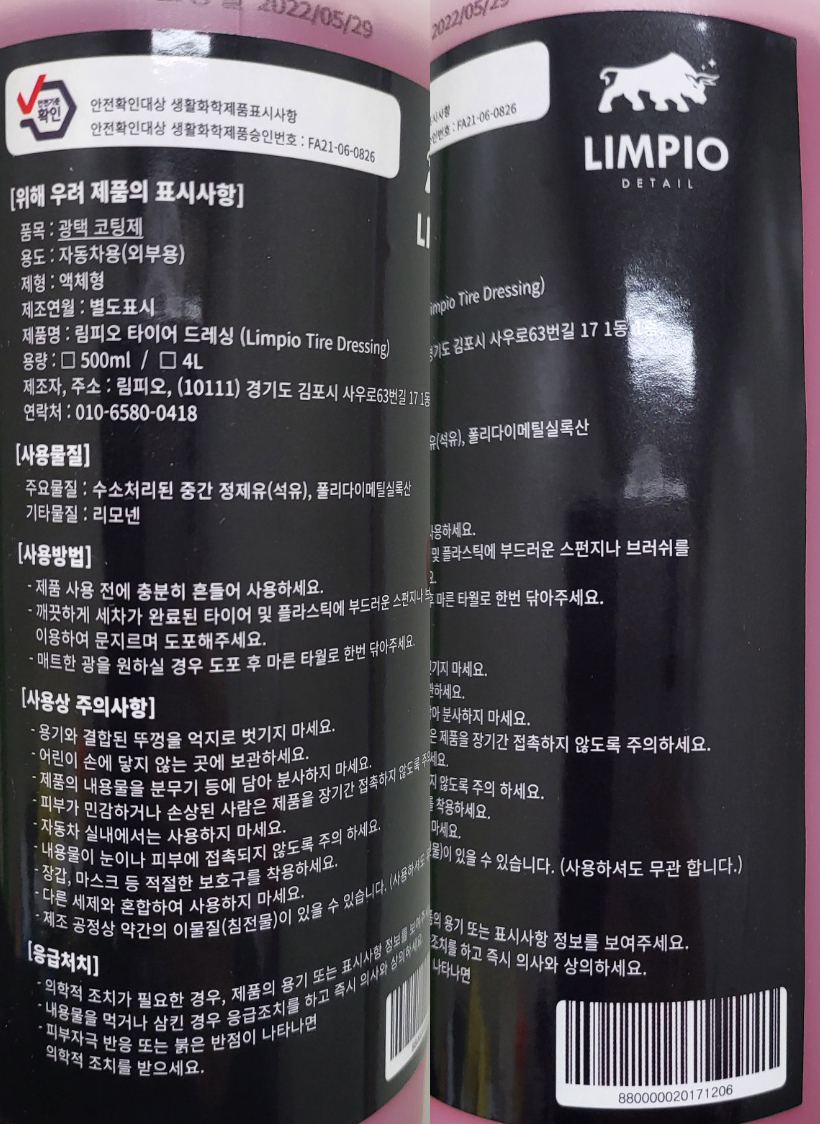 2022/05/29
안전기준
확인
안전확인대상 생활화학제품표시사항
안전확인대상 생활화학제품승인번호 : FA21-06-0826
[위해 우려 제품의 표시사항]
품목 : 광택 코팅제
용도 : 자동차용(외부용)
제형 : 액체형
제조연월 : 별도표시
제품명 : 림피오 타이어 드레싱 (Limpio Tire Dressing)
용량 : □ 500ml / □ 4L
제조자, 주소 : 림피오, (10111) 경기도 김포시 사우로63번길 17 1동
연락처 : 010-6580-0418
[사용물질]
주요물질 : 수소처리된 중간 정제유(석유), 폴리다이메틸실록산
기타물질 : 리모넨
[사용방법]
- 제품 사용 전에 충분히 흔들어 사용하세요.
- 깨끗하게 세차가 완료된 타이어 및 플라스틱에 부드러운 스펀지나
이용하여 문지르며 도포해주세요.
- 매트한 광을 원하실 경우 도포 후 마른 타월로 한번 닦아주세요.
[사용상 주의사항]
- 용기와 결합된 뚜껑을 억지로 벗기지 마세요.
- 어린이 손에 닿지 않는 곳에 보관하세요.
- 제품의 내용물을 분무기 등에 담아 분사하지 마세요.
- 피부가 민감하거나 손상된 사람은 제품을 장기간 접촉하지 않도록 주
- 자동차 실내에서는 사용하지 마세요.
- 내용물이 눈이나 피부에 접촉되지 않도록 주의 하세요.
- 장갑, 마스크 등 적절한 보호구를 착용하세요.
- 다른 세제와 혼합하여 사용하지 마세요.
- 제조 공정상 약간의 이물질(침전물)이 있을 수 있습니다. (사용하셔도
[응급처치]
- 의학적 조치가 필요한 경우, 제품의 용기 또는 표시사항 정보를 보여주
- 내용물을 먹거나 삼킨 경우 응급조치를 하고 즉시 의사와 상의하세요.
- 피부자극 반응 또는 붉은 반점이 나타나면
의학적 조치를 받으세요.
2022/05/29
시사항
인번호 : FA21-06-0826
LIMPIO
DETAIL
impio Tire Dressing)
경기도 김포시 사우로63번길 17 1동
유(석유), 폴리다이메틸실록산
사용하세요.
및 플라스틱에 부드러운 스펀지나 브러쉬를
후 마른 타월로 한번 닦아주세요.
벗기지 마세요.
관하세요.
담아 분사하지 마세요.
은 제품을 장기간 접촉하지 않도록 주의하세요.
세요.
지 않도록 주의 하세요.
를 착용하세요.
마세요.
물)이 있을 수 있습니다. (사용하셔도 무관 합니다.)
품의 용기 또는 표시사항 정보를 보여주세요.
조치를 하고 즉시 의사와 상의하세요.
나타나면
880000020171206